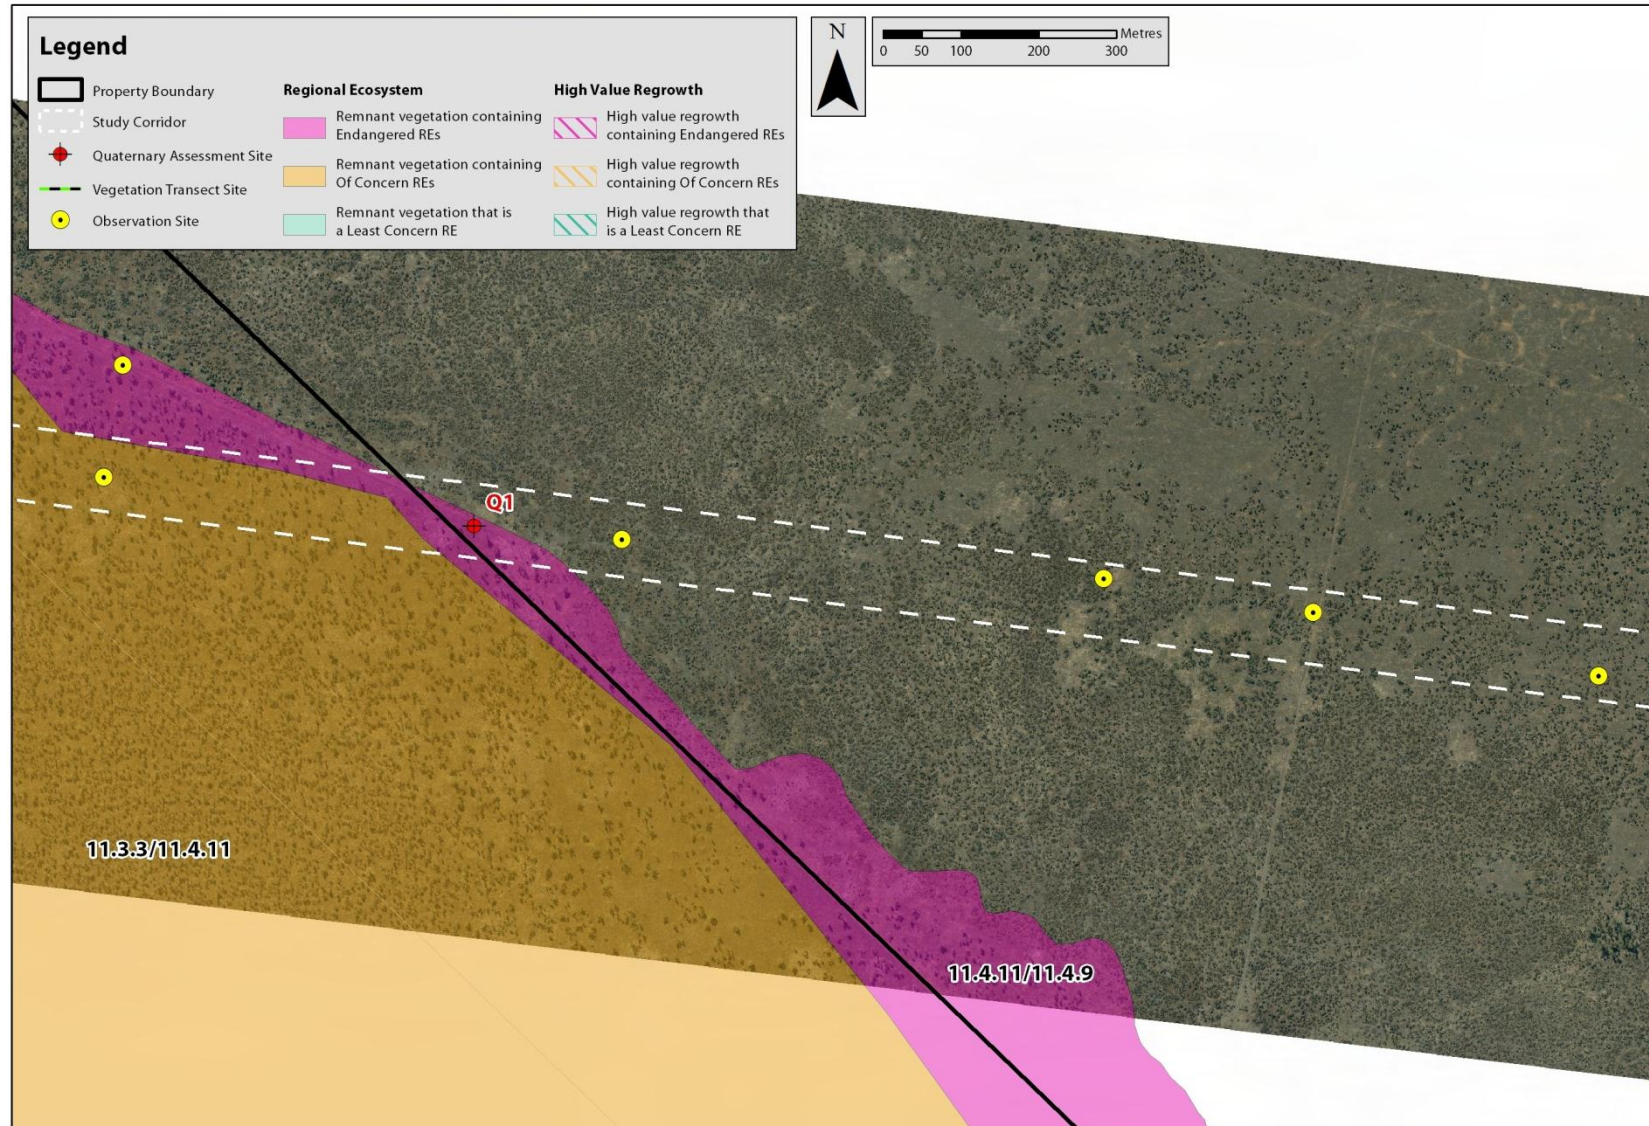 Legend
Property Boundary
Study Corridor
Quaternary Assessment Site
Vegetation Transect Site
Observation Site
Regional Ecosystem
Remnant vegetation containing
Endangered REs
Remnant vegetation containing
Of Concern REs
Remnant vegetation that is
a Least Concern RE
High Value Regrowth
High value regrowth
containing Endangered REs
High value regrowth
containing Of Concern REs
High value regrowth that
is a Least Concern RE
N
Metres
0 50 100 200 300
Q1
11.3.3/11.4.11
11.4.11/11.4.9